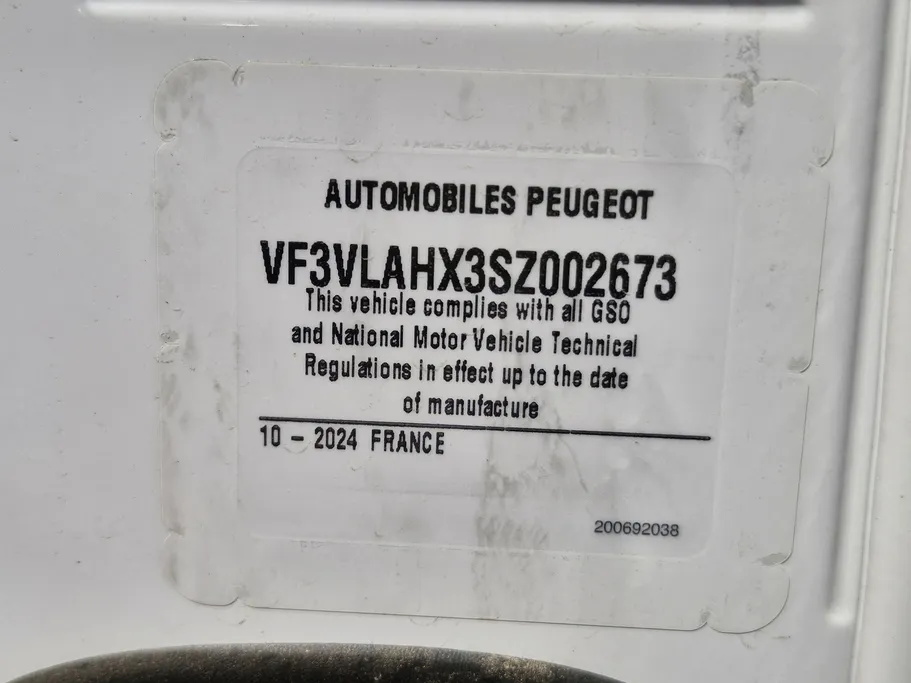 AUTOMOBILES PEUGEOT
VF3VLAHX3SZ002673
This vehicle complies with all GSO
and National Motor Vehicle Technical
Regulations in effect up to the date
of manufacture
10 - 2024 FRANCE
200692038